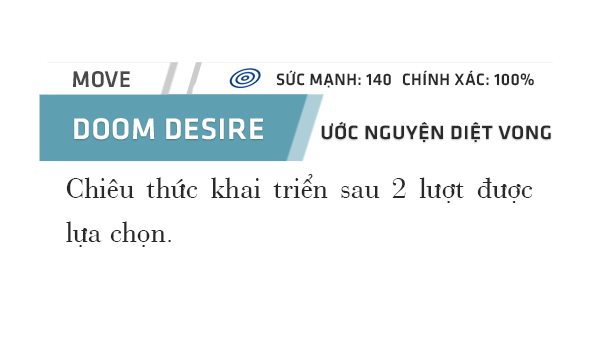 MOVE SỨC MẠNH: 140 CHÍNH XÁC: 100%
DOOM DESIRE ƯỚC NGUYỆN DIỆT VONG
Chiêu thức khai triển sau 2 lượt được
lựa chọn.